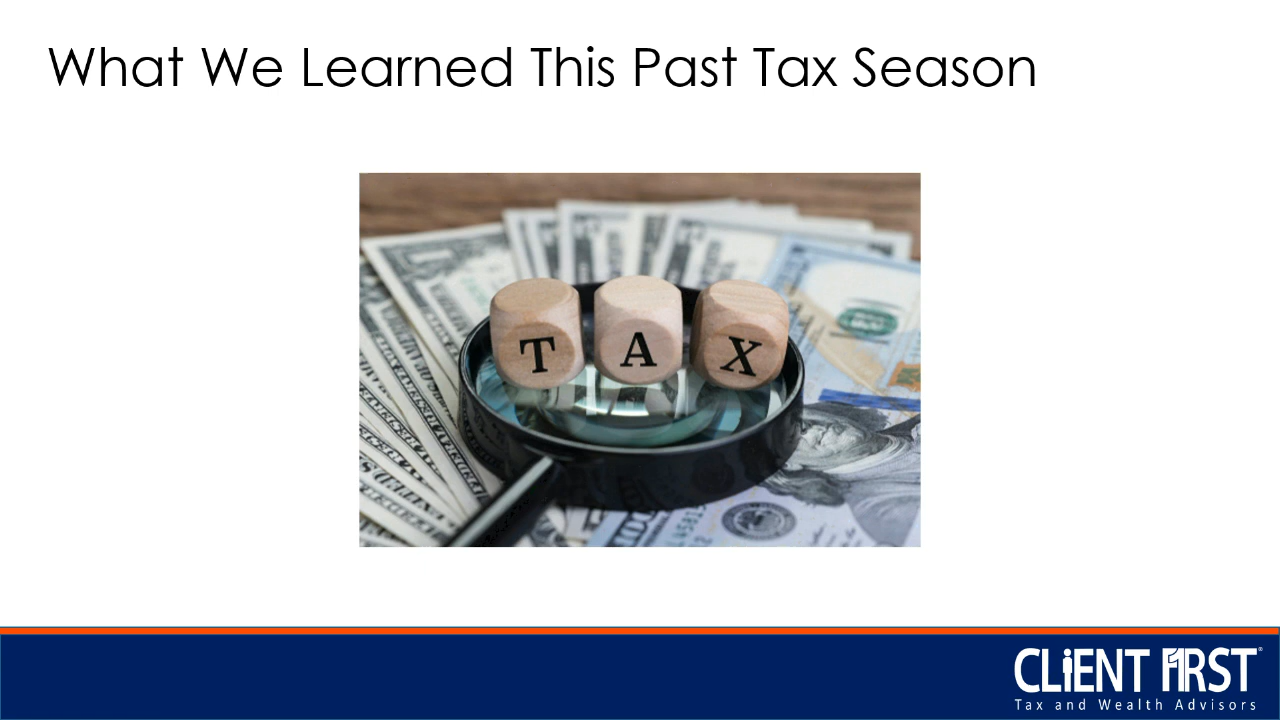 What We Learned This Past Tax Season
T A X
CLiENT FIRST®
Tax and Wealth Advisors